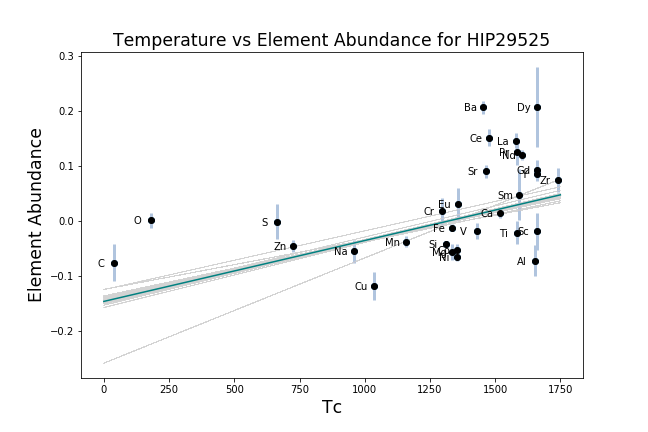 Temperature vs Element Abundance for HIP29525
Element Abundance
0.3
0.2
0.1
0.0
−0.1
−0.2
Ba
Dy
Ce
La
Nd
Sr
Gd
Y
Zr
Sm
Eu
Cr
Ca
O
S
Fe
V
Ti
Sc
Zn
Mn
Si
Na
Ni
C
Al
Cu
0 250 500 750 1000 1250 1500 1750
Tc